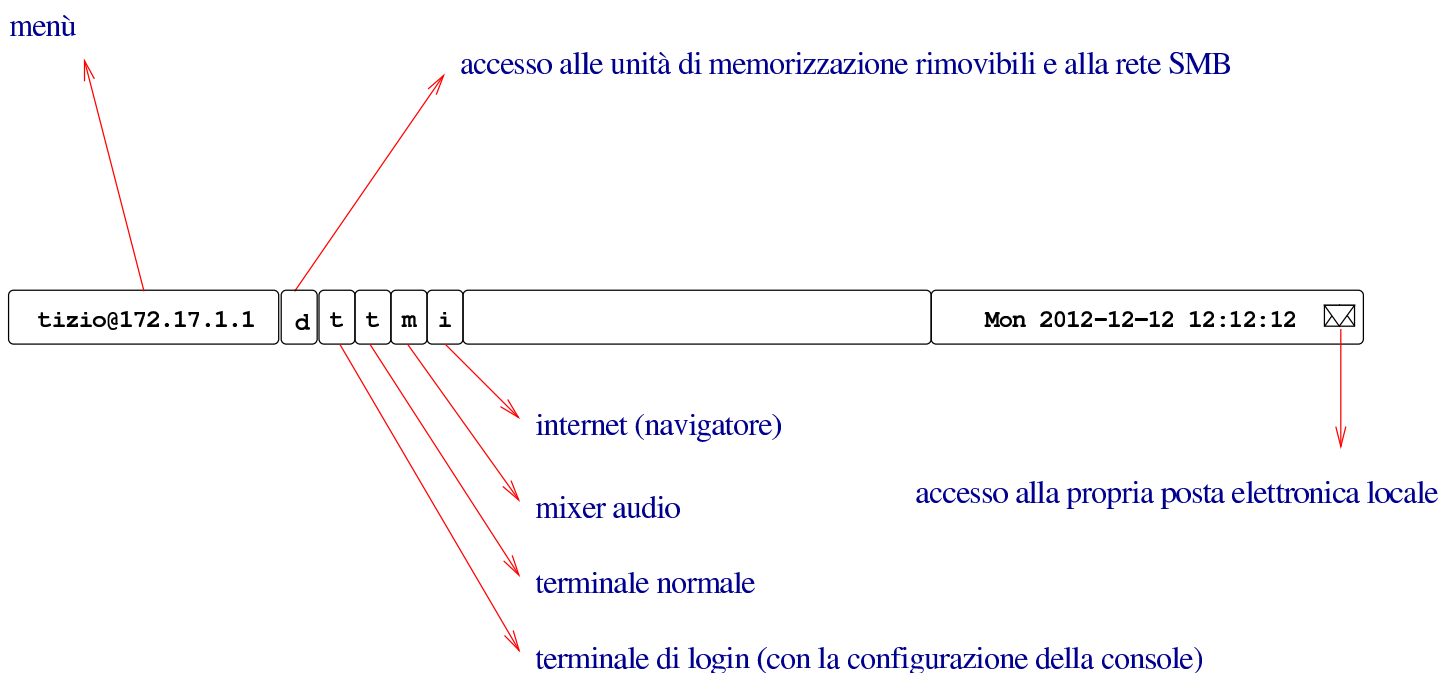 menù
accesso alle unità di memorizzazione rimovibili e alla rete SMB
tizio@172.17.1.1 d t t m i Mon 2012-12-12 12:12:12
internet (navigatore)
accesso alla propria posta elettronica locale
mixer audio
terminale normale
terminale di login (con la configurazione della console)